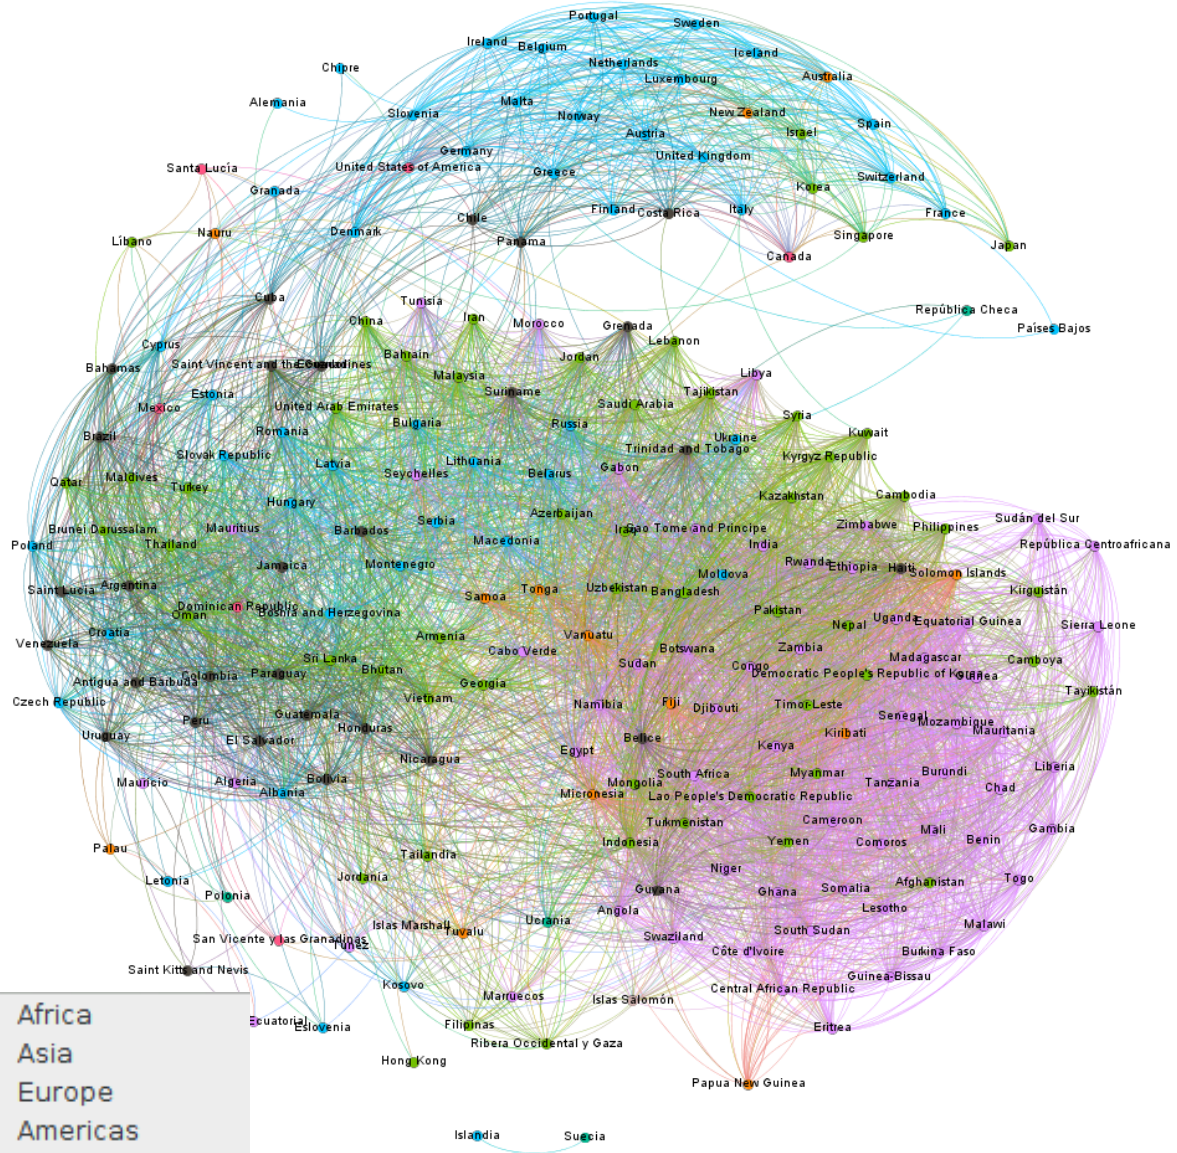 Portugal
Sweden
Ireland
Belgium
Iceland
Netherlands
Chipre
Luxembourg
Australia
Alemania
Malta
Slovenia
Norway
New Zealand
Spain
Israel
Austria
Germany
United Kingdom
Santa Lucía
United States of America
Greece
Switzerland
Granada
Korea
Finland
Costa Rica
Italy
France
Chile
Nauru
Denmark
Singapore
Líbano
Panama
Japan
Canada
Cuba
Tunisia
República Checa
China
Iran
Morocco
Grenada
Países Bajos
Cyprus
Bahrain
Jordan
Lebanon
Bahamas
Saint Vincent and the Grenadines
Malaysia
Libya
Estonia
Suriname
Tajikistan
Mexico
United Arab Emirates
Saudi Arabia
Syria
Bulgaria
Russia
Brazil
Romania
Ukraine
Kuwait
Trinidad and Tobago
Slovak Republic
Latvia
Lithuania
Kyrgyz Republic
Qatar
Maldives
Turkey
Seychelles
Belarus
Gabon
Hungary
Kazakhstan
Cambodia
Brunei Darussalam
Mauritius
Barbados
Serbia
Azerbaijan
Iraq
Sao Tome and Principe
Zimbabwe
Philippines
Sudán del Sur
Poland
Thailand
Macedonia
India
República Centroafricana
Jamaica
Montenegro
Moldova
Rwanda
Ethiopia
Haiti
Solomon Islands
Saint Lucia
Argentina
Samoa
Tonga
Uzbekistan
Bangladesh
Kirguistán
Dominican Republic
Oman
Bosnia and Herzegovina
Pakistan
Nepal
Uganda
Equatorial Guinea
Sierra Leone
Venezuela
Croatia
Armenia
Vanuatu
Cabo Verde
Botswana
Zambia
Sri Lanka
Bhutan
Sudan
Congo
Madagascar
Camboya
Antigua and Barbuda
Colombia
Paraguay
Democratic People's Republic of Korea
Guinea
Czech Republic
Vietnam
Georgia
Tayikistán
Peru
Guatemala
Honduras
Namibia
Fiji
Djibouti
Timor-Leste
Senegal
Mozambique
Mauritania
Uruguay
El Salvador
Belice
Kenya
Kiribati
Nicaragua
Egypt
Mauricio
Algeria
Bolivia
Albania
Mongolia
South Africa
Myanmar
Tanzania
Burundi
Liberia
Micronesia
Lao People's Democratic Republic
Chad
Turkmenistan
Cameroon
Mali
Gambia
Palau
Tailandia
Indonesia
Yemen
Comoros
Benin
Letonia
Jordania
Niger
Afghanistan
Togo
Polonia
Guyana
Ghana
Somalia
Angola
Lesotho
Islas Marshall
Tuvalu
Ucrania
South Sudan
Malawi
San Vicente y las Granadinas
Túnez
Swaziland
Côte d'Ivoire
Burkina Faso
Saint Kitts and Nevis
Kosovo
Marruecos
Islas Salomón
Central African Republic
Guinea-Bissau
Ecuatorial
Eslovenia
Filipinas
Eritrea
Ribera Occidental y Gaza
Hong Kong
Papua New Guinea
Islandia
Suecia
Africa
Asia
Europe
Americas